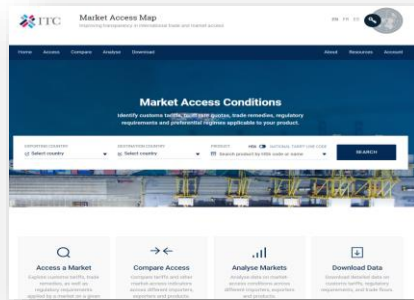 ITC
Market Access Map
Improving transparency in international trade and market access
EN FR ES
Home Access Compare Analyse Download
About Resources Account
Market Access Conditions
Identify customs tariffs, tariff rate quotas, trade remedies, regulatory
requirements and preferential regimes applicable to your product.
EXPORTING COUNTRY
Select country
DESTINATION COUNTRY
Select country
PRODUCT
HS6
NATIONAL TARIFF LINE CODE
Search product by HS6 code or name
SEARCH
Access a Market
Explore customs tariffs, trade
remedies, as well as
regulatory requirements
applied by a market on a given
Compare Access
Compare tariffs and other
market access indicators
across different importers,
exporters and products.
Analyse Markets
Analyse data on market
access conditions across
different importers, exporters
and products.
Download Data
Download detailed data on
customs tariffs, regulatory
requirements, and trade flows.